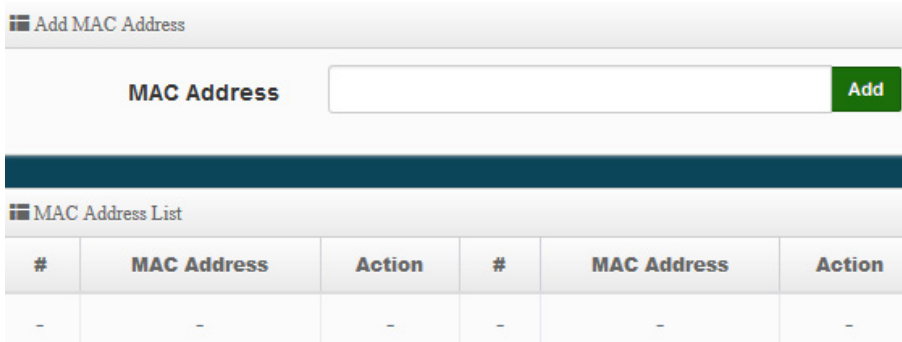 Add MAC Address
MAC Address Add
MAC Address List
# MAC Address Action # MAC Address Action
- - - - - -